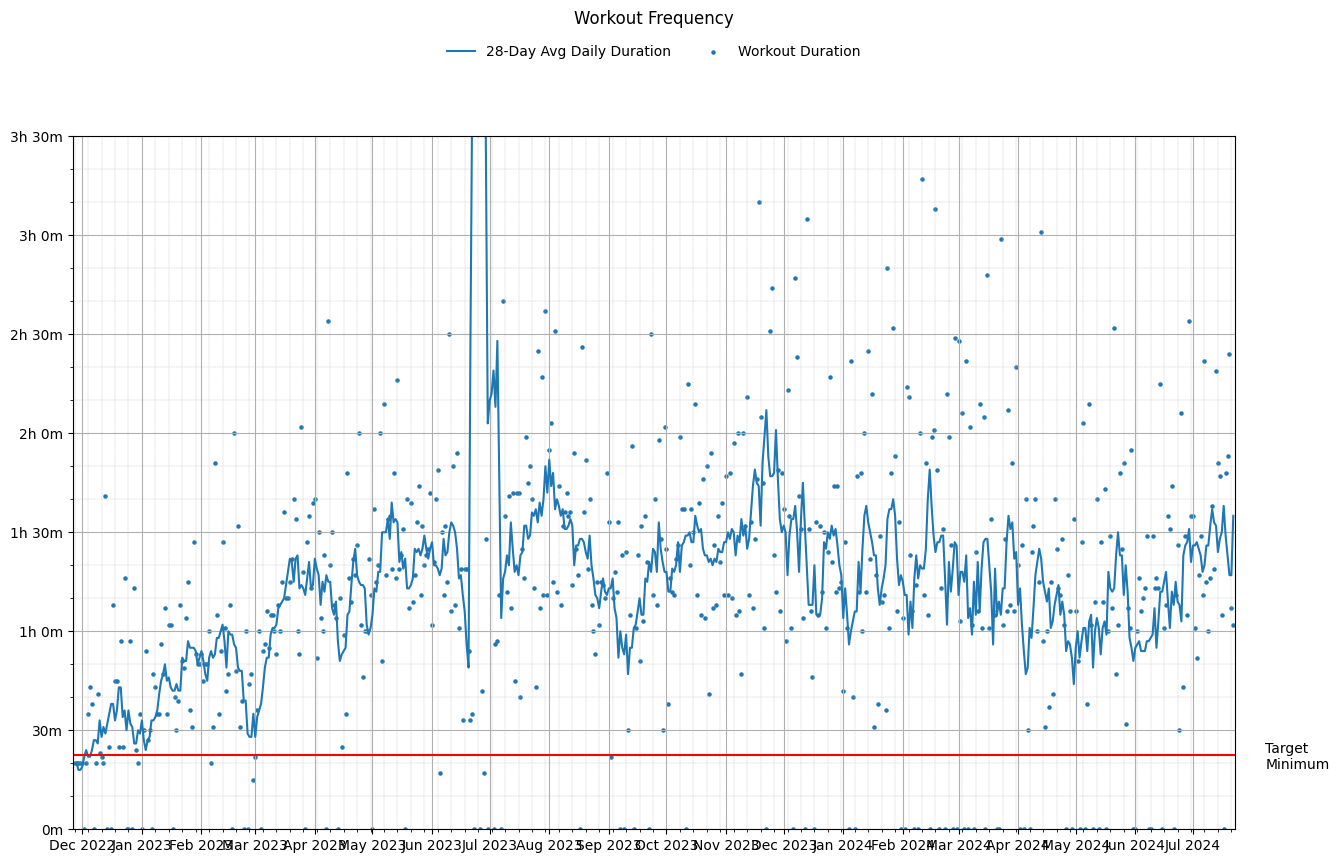 Workout Frequency
28-Day Avg Daily Duration
Workout Duration
3h 30m
3h 0m
2h 30m
2h 0m
1h 30m
1h 0m
30m
0m
Target
Minimum
Dec 2022 Jan 2023 Feb 2023 Mar 2023 Apr 2023 May 2023 Jun 2023 Jul 2023 Aug 2023 Sep 2023 Oct 2023 Nov 2023 Dec 2023 Jan 2024 Feb 2024 Mar 2024 Apr 2024 May 2024 Jun 2024 Jul 2024